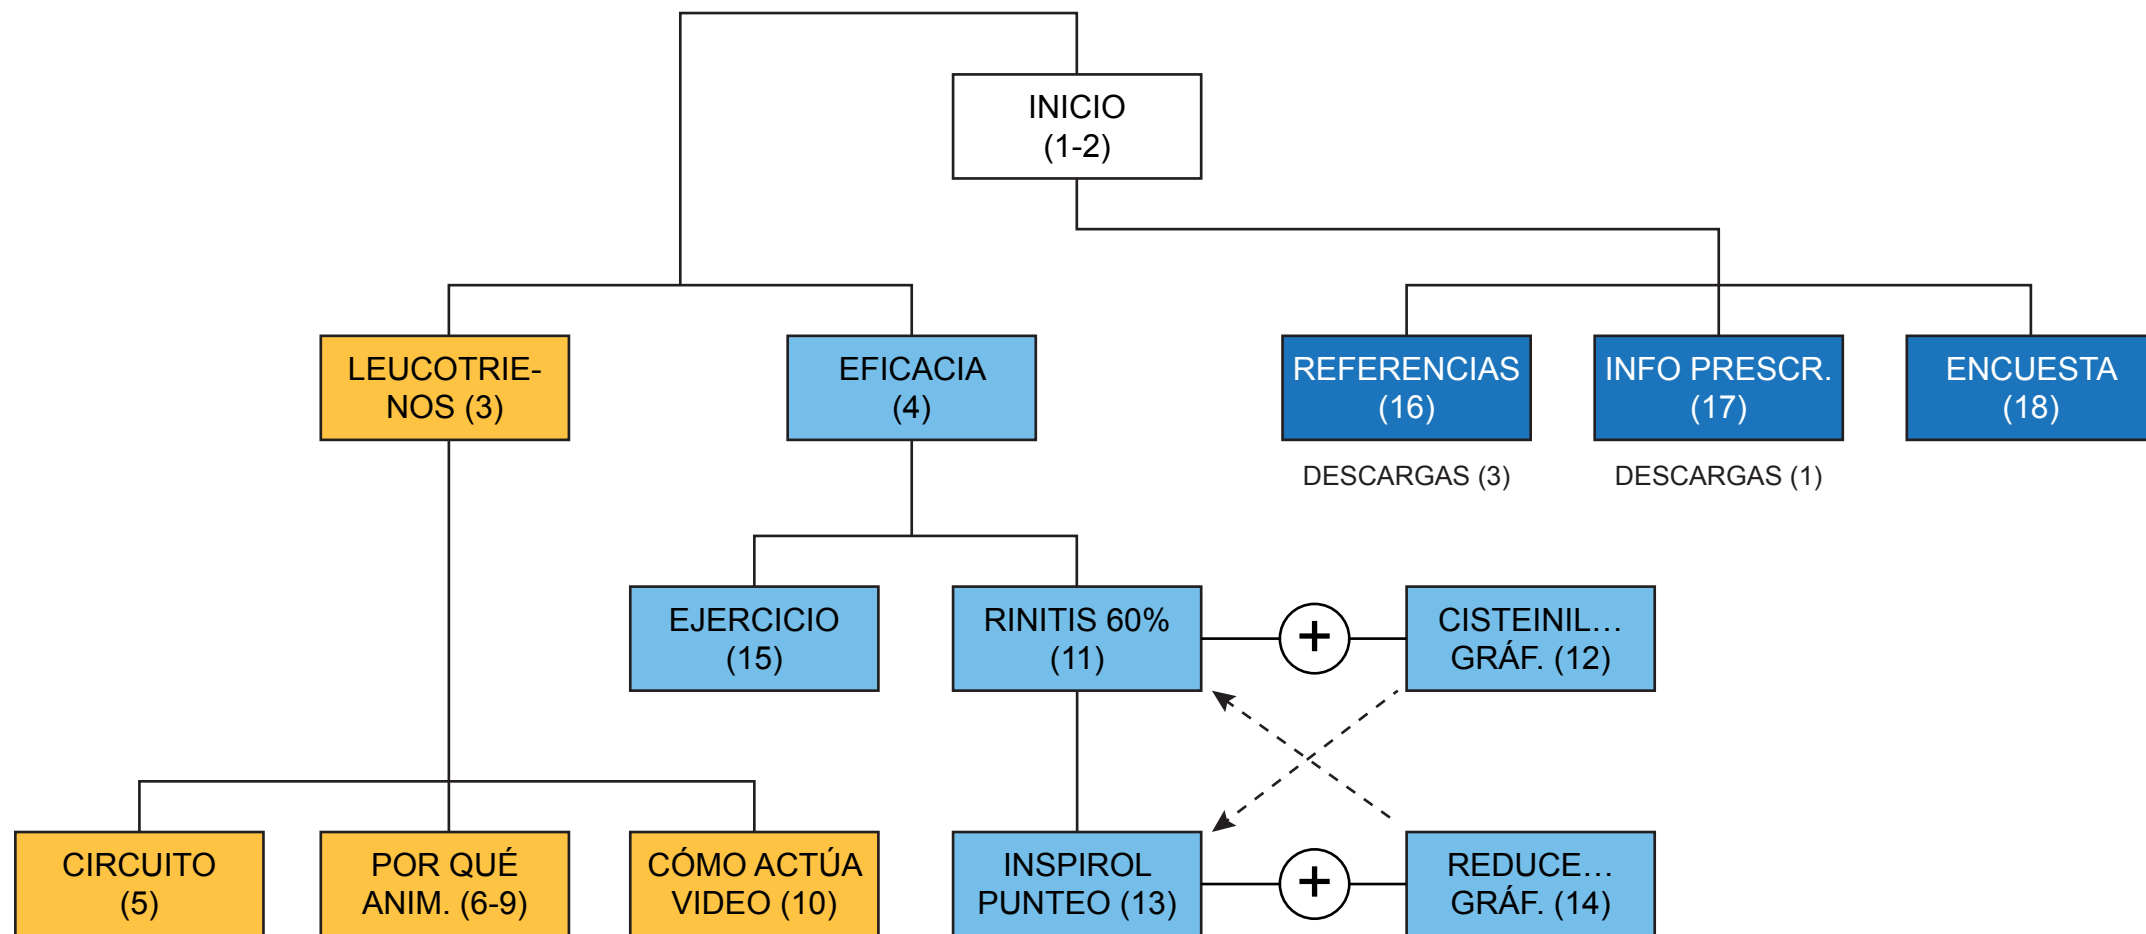 INICIO
(1-2)
LEUCOTRIE-
NOS (3)
EFICACIA
(4)
REFERENCIAS
(16)
INFO PRESCR.
(17)
ENCUESTA
(18)
DESCARGAS (3)
DESCARGAS (1)
EJERCICIO
(15)
RINITIS 60%
(11)
+
CISTEINIL…
GRÁF. (12)
CIRCUITO
(5)
POR QUÉ
ANIM. (6-9)
CÓMO ACTÚA
VIDEO (10)
INSPIROL
PUNTEO (13)
+
REDUCE…
GRÁF. (14)